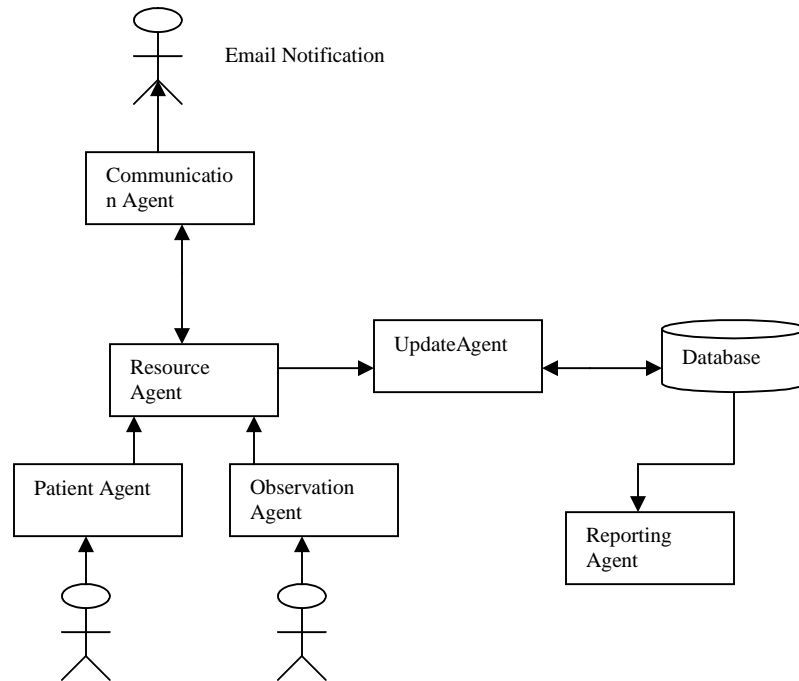 Email Notification
Communicatio
n Agent
UpdateAgent
Database
Resource
Agent
Patient Agent
Observation
Agent
Reporting
Agent